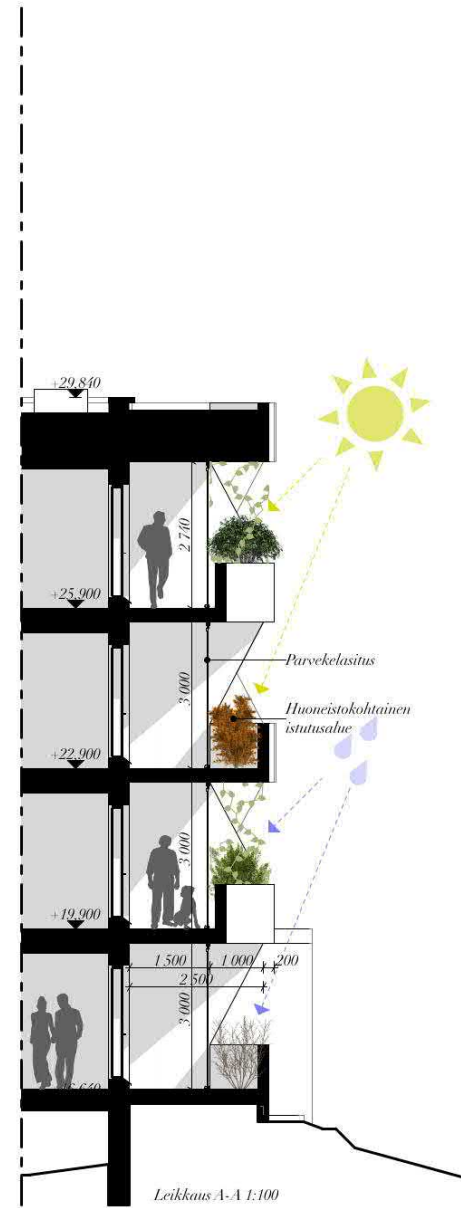 +29,840
2 740
+25,900
Parvekelasitus
3 000
Huoneistokohtainen
istutusalue
+22,900
3 000
+19,900
1 500 1 000 200
2 500
3 000
Leikkaus A-A 1:100